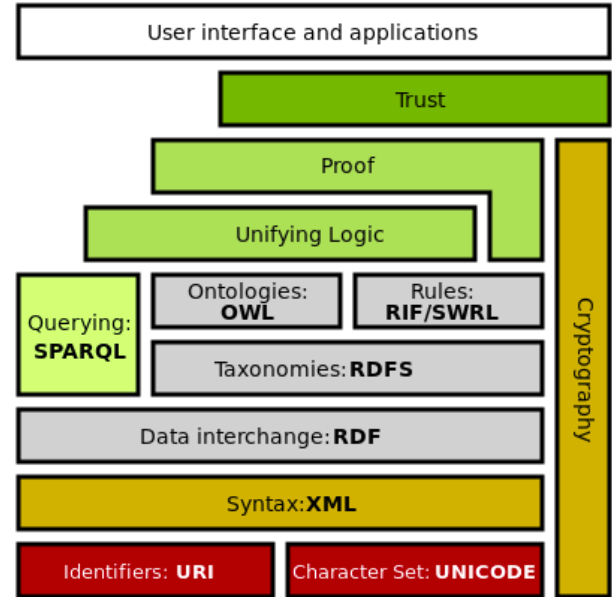 User interface and applications
Trust
Proof
Unifying Logic
Ontologies:
OWL
Rules:
RIF/SWRL
Querying:
SPARQL
Taxonomies: RDFS
Cryptography
Data interchange: RDF
Syntax: XML
Identifiers: URI
Character Set: UNICODE